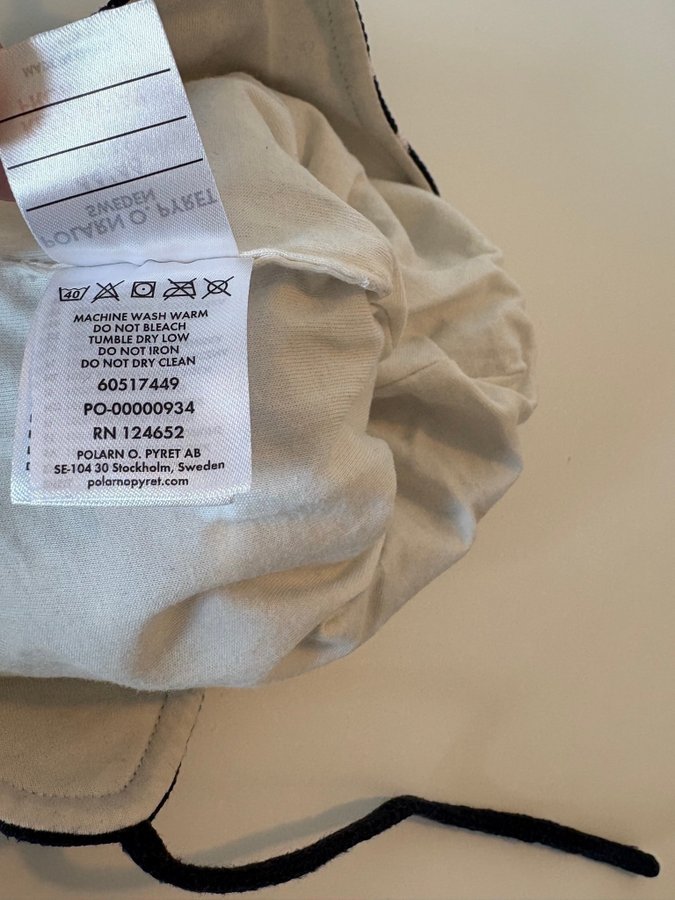 POLARN O. PYRET
SWEDEN
40
MACHINE WASH WARM
DO NOT BLEACH
TUMBLE DRY LOW
DO NOT IRON
DO NOT DRY CLEAN
60517449
PO-00000934
RN 124652
POLARN O. PYRET AB
SE-104 30 Stockholm, Sweden
polarnopyret.com